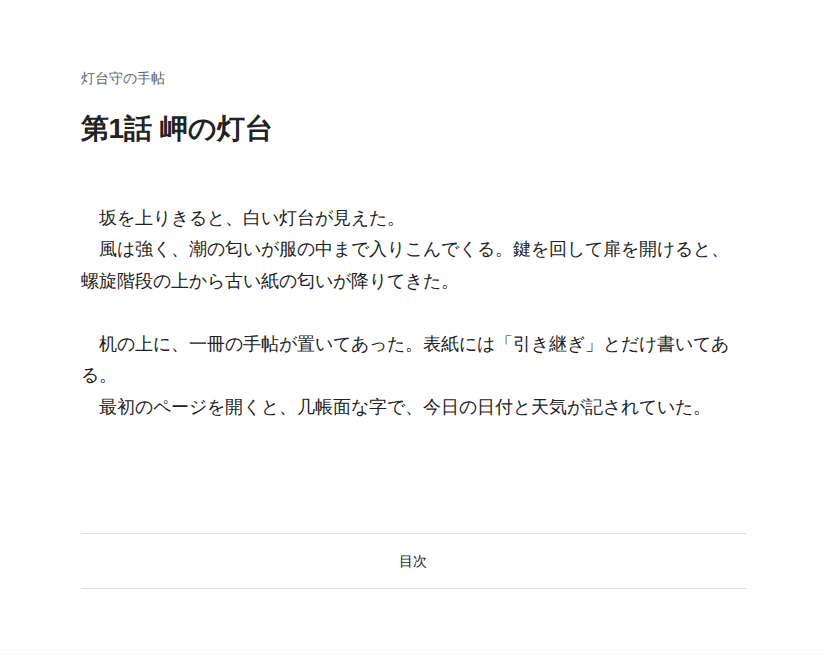 灯台守の手帖
第1話 岬の灯台
　坂を上りきると、白い灯台が見えた。
　風は強く、潮の匂いが服の中まで入りこんでくる。鍵を回して扉を開けると、
螺旋階段の上から古い紙の匂いが降りてきた。
　机の上に、一冊の手帖が置いてあった。表紙には「引き継ぎ」とだけ書いてあ
る。
　最初のページを開くと、几帳面な字で、今日の日付と天気が記されていた。
目次